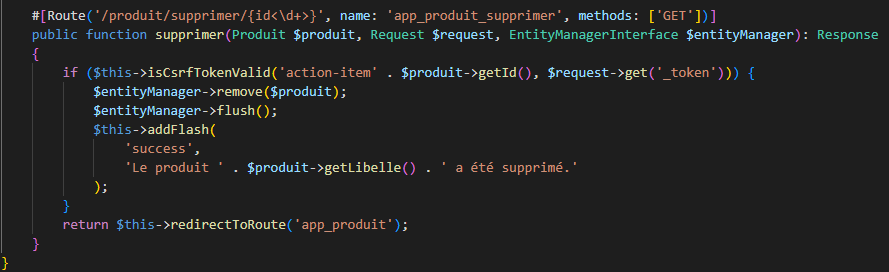 #[Route('/produit/supprimer/{id<\d+>}', name: 'app_produit_supprimer', methods: ['GET'])]
public function supprimer(Produit $produit, Request $request, EntityManagerInterface $entityManager): Response
{
if ($this->isCsrfTokenValid('action-item' . $produit->getId(), $request->get('_token'))) {
$entityManager->remove($produit);
$entityManager->flush();
$this->addFlash(
'success',
'Le produit ' . $produit->getLibelle() . ' a été supprimé.'
);
}
return $this->redirectToRoute('app_produit');
}
}